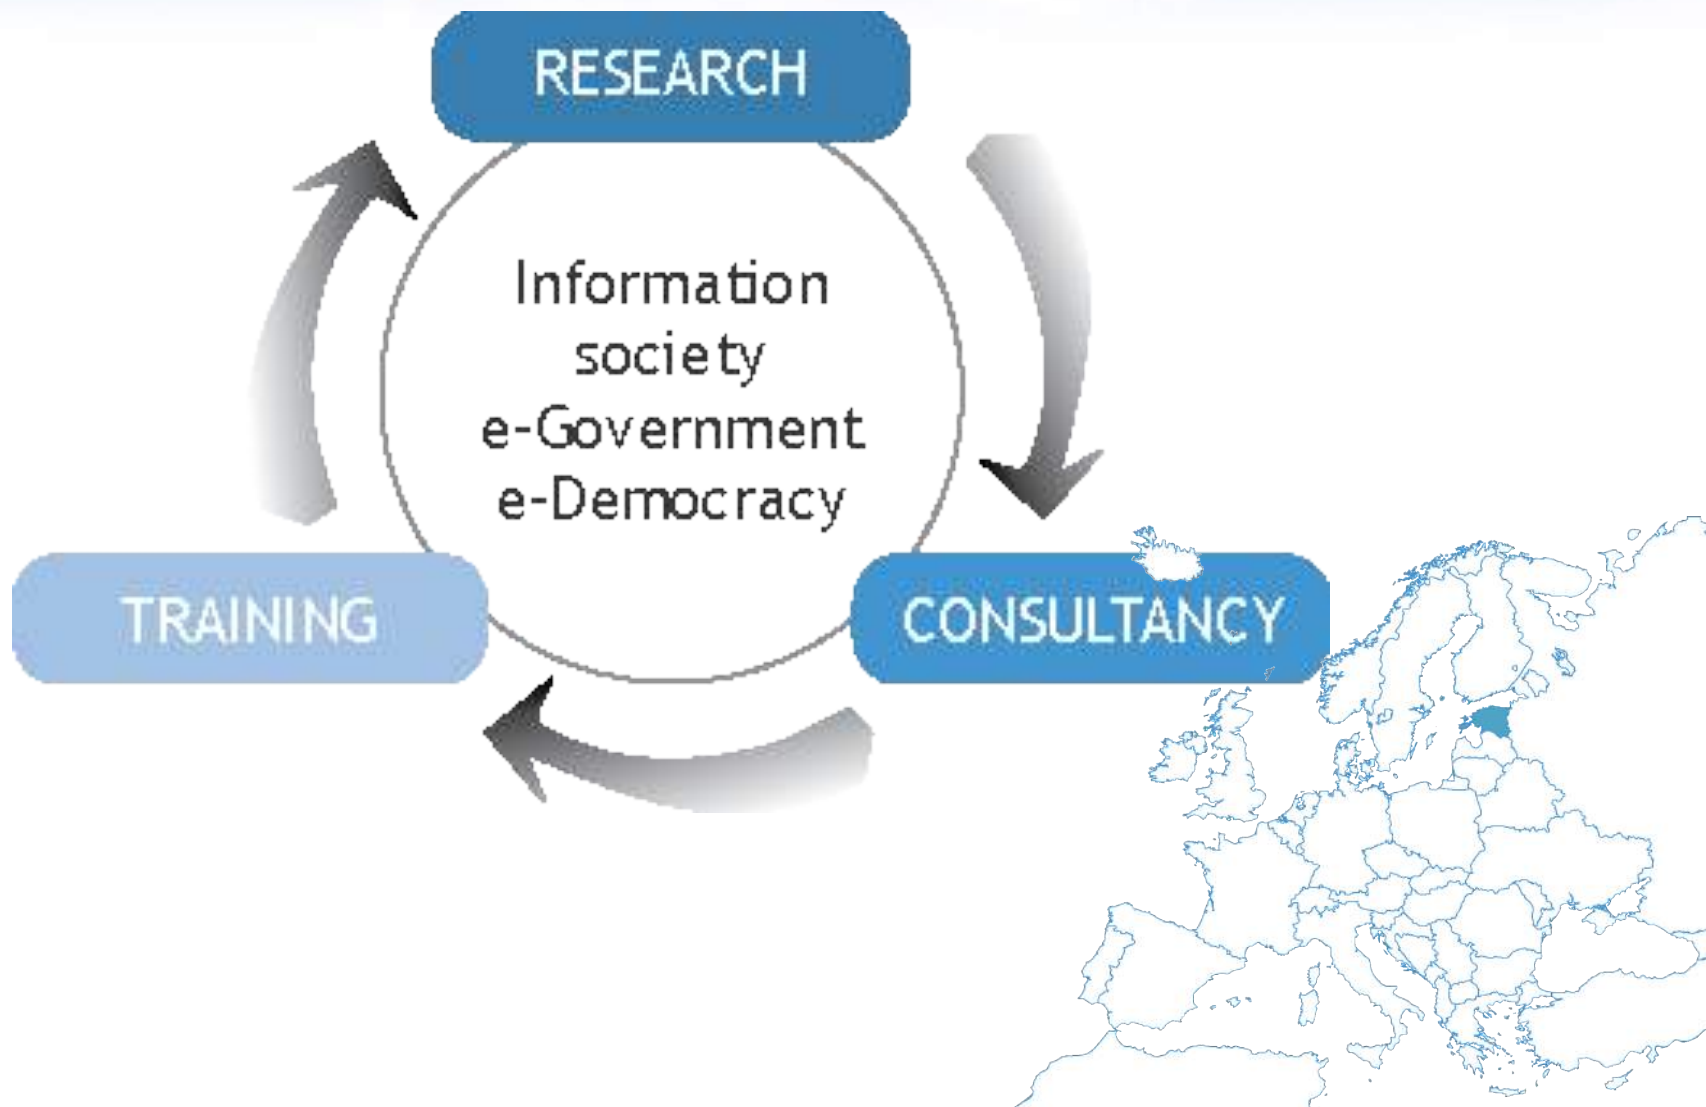 RESEARCH
Information
society
e-Government
e-Democracy
TRAINING
CONSULTANCY